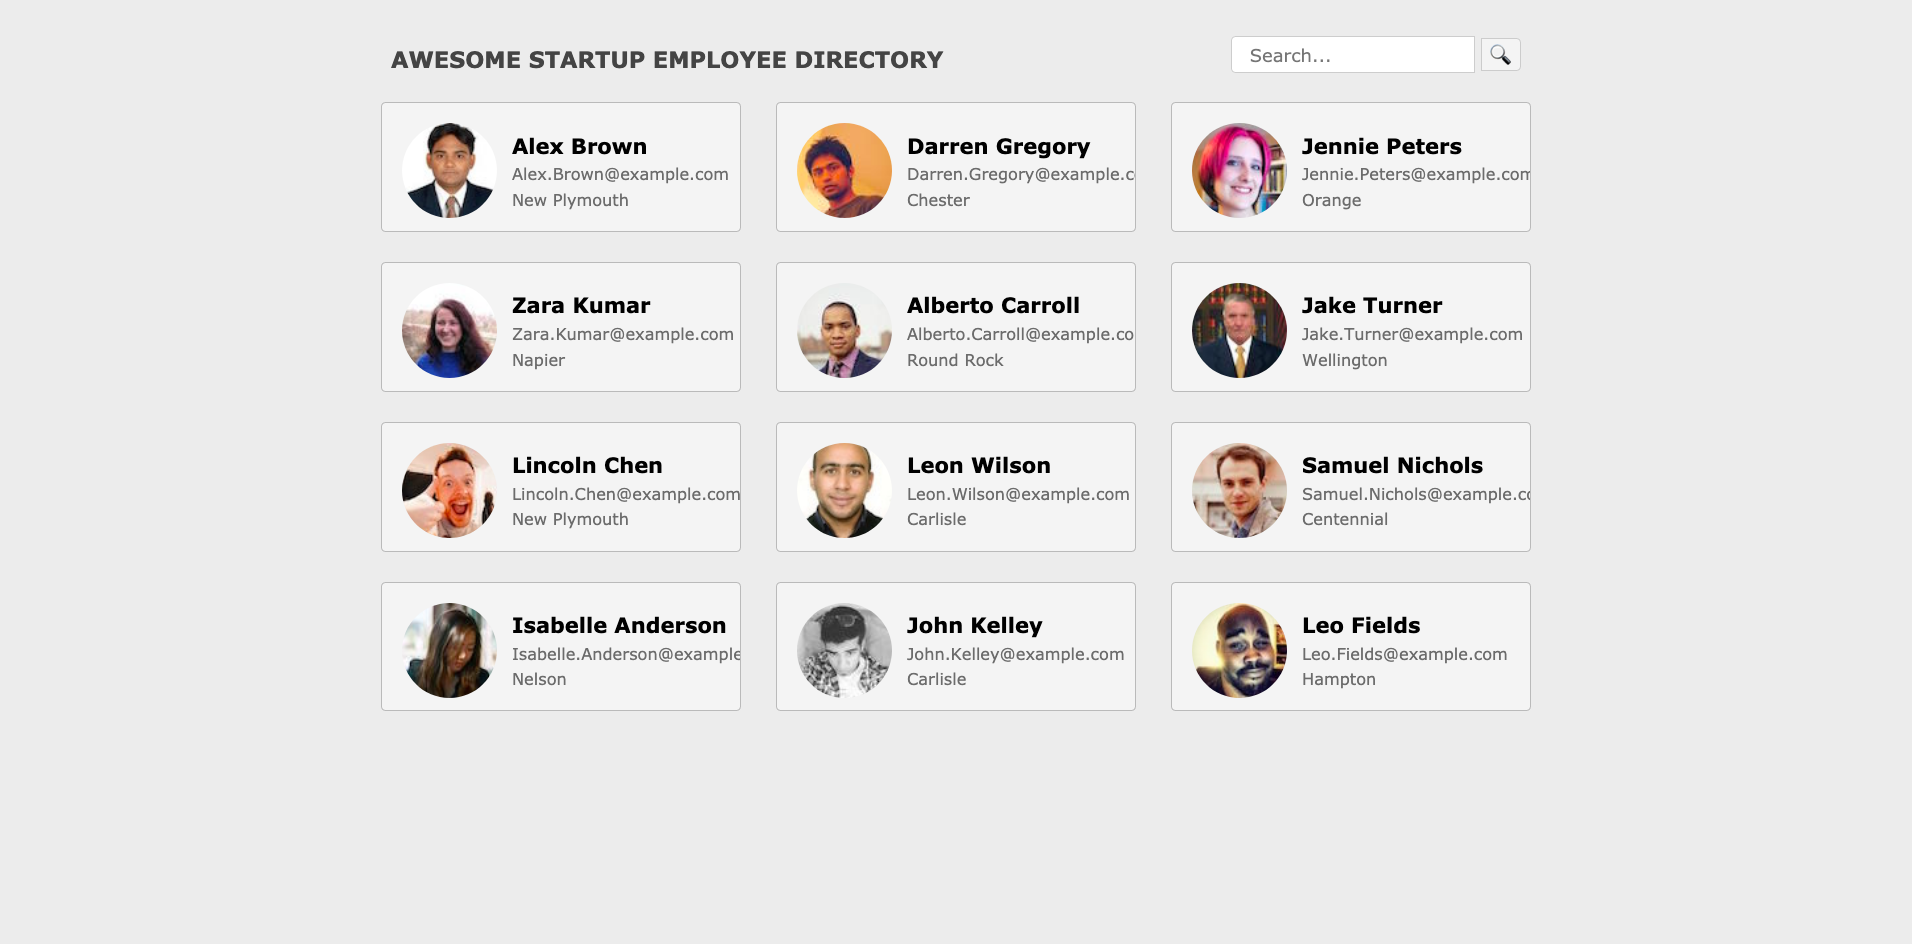 AWESOME STARTUP EMPLOYEE DIRECTORY
Search...
Alex Brown
Alex.Brown@example.com
New Plymouth
Darren Gregory
Darren.Gregory@example.c
Chester
Jennie Peters
Jennie.Peters@example.com
Orange
Zara Kumar
Zara.Kumar@example.com
Napier
Alberto Carroll
Alberto.Carroll@example.co
Round Rock
Jake Turner
Jake.Turner@example.com
Wellington
Lincoln Chen
Lincoln.Chen@example.com
New Plymouth
Leon Wilson
Leon.Wilson@example.com
Carlisle
Samuel Nichols
Samuel.Nichols@example.co
Centennial
Isabelle Anderson
Isabelle.Anderson@example
Nelson
John Kelley
John.Kelley@example.com
Carlisle
Leo Fields
Leo.Fields@example.com
Hampton